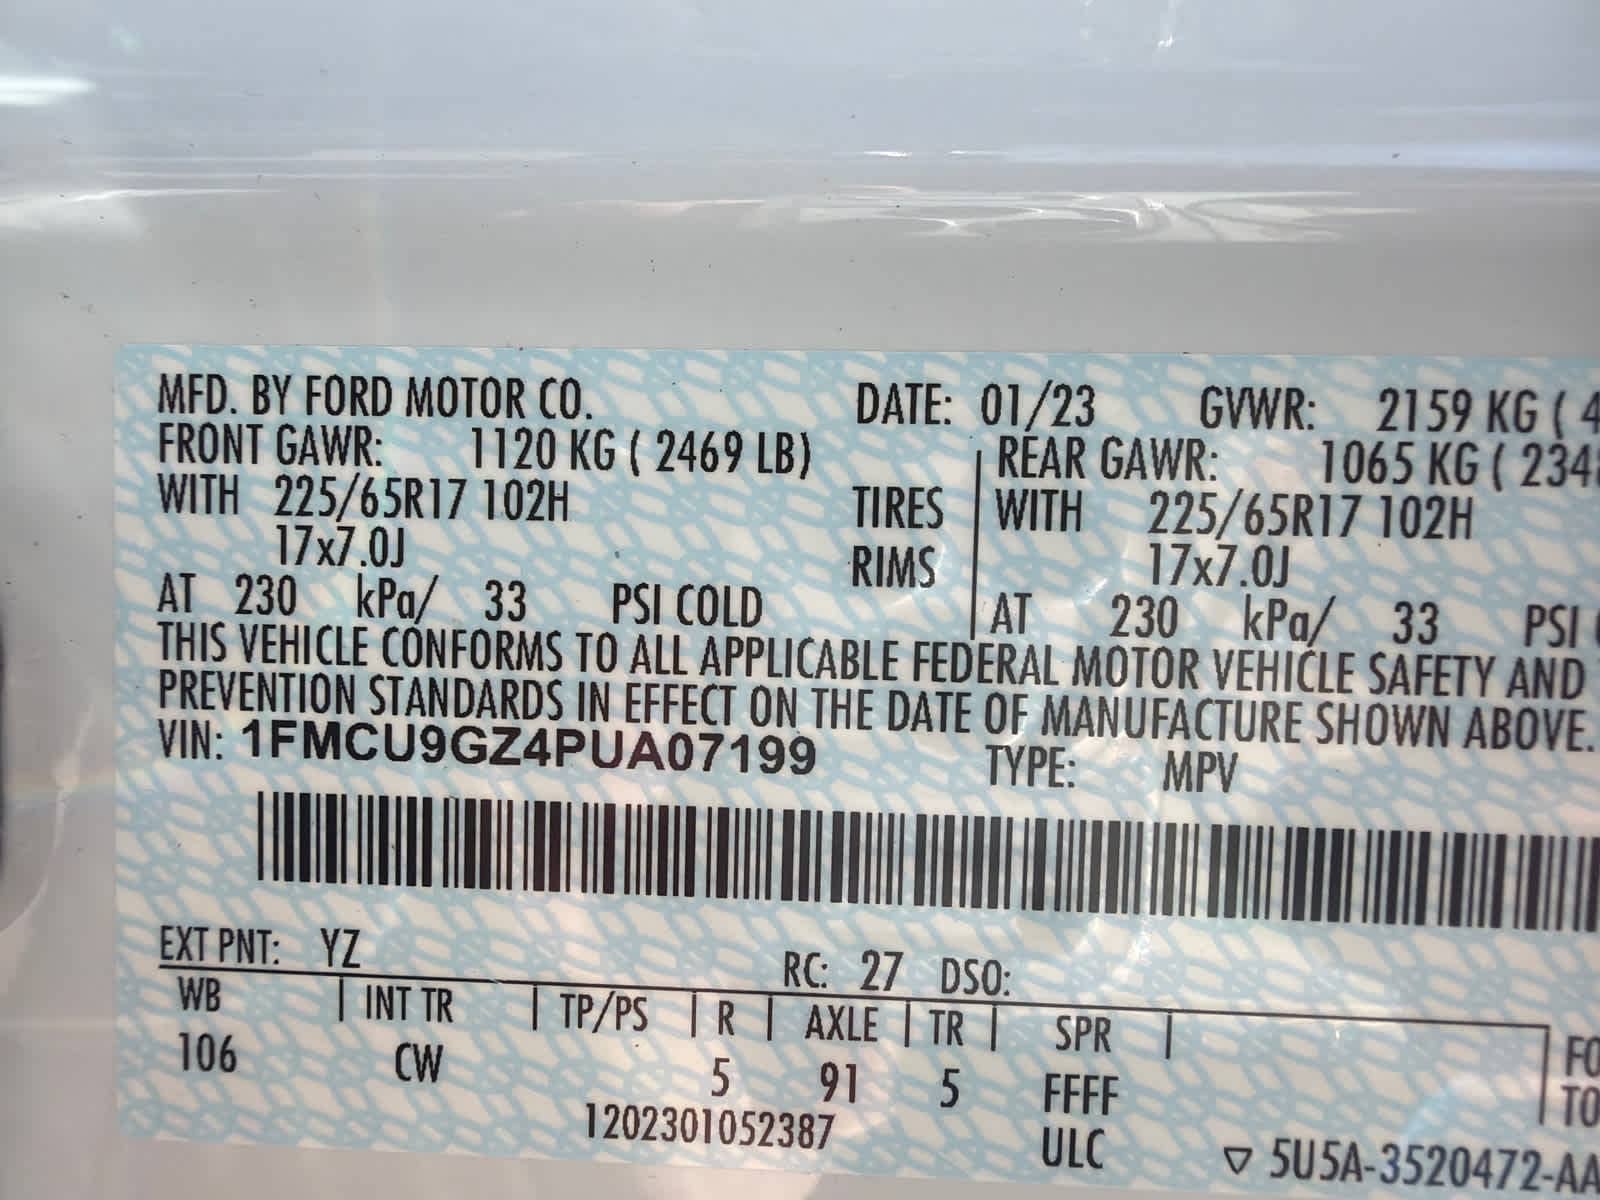 MFD. BY FORD MOTOR CO. DATE: 01/23 GVWR: 2159 KG ( 4
FRONT GAWR: 1120 KG ( 2469 LB) REAR GAWR: 1065 KG ( 234
WITH 225/65R17 102H TIRES WITH 225/65R17 102H
17x7.0J RIMS 17x7.0J
AT 230 kPa/ 33 PSI COLD AT 230 kPa/ 33 PSI
THIS VEHICLE CONFORMS TO ALL APPLICABLE FEDERAL MOTOR VEHICLE SAFETY AND
PREVENTION STANDARDS IN EFFECT ON THE DATE OF MANUFACTURE SHOWN ABOVE.
VIN: 1FMCU9GZ4PUA07199 TYPE: MPV
EXT PNT: YZ RC: 27 DSO:
WB | INT TR | TP/PS | R | AXLE | TR | SPR |
106 CW 5 91 5 FFFF
FO
TO
1202301052387 ULC
▽ 5U5A-3520472-AA